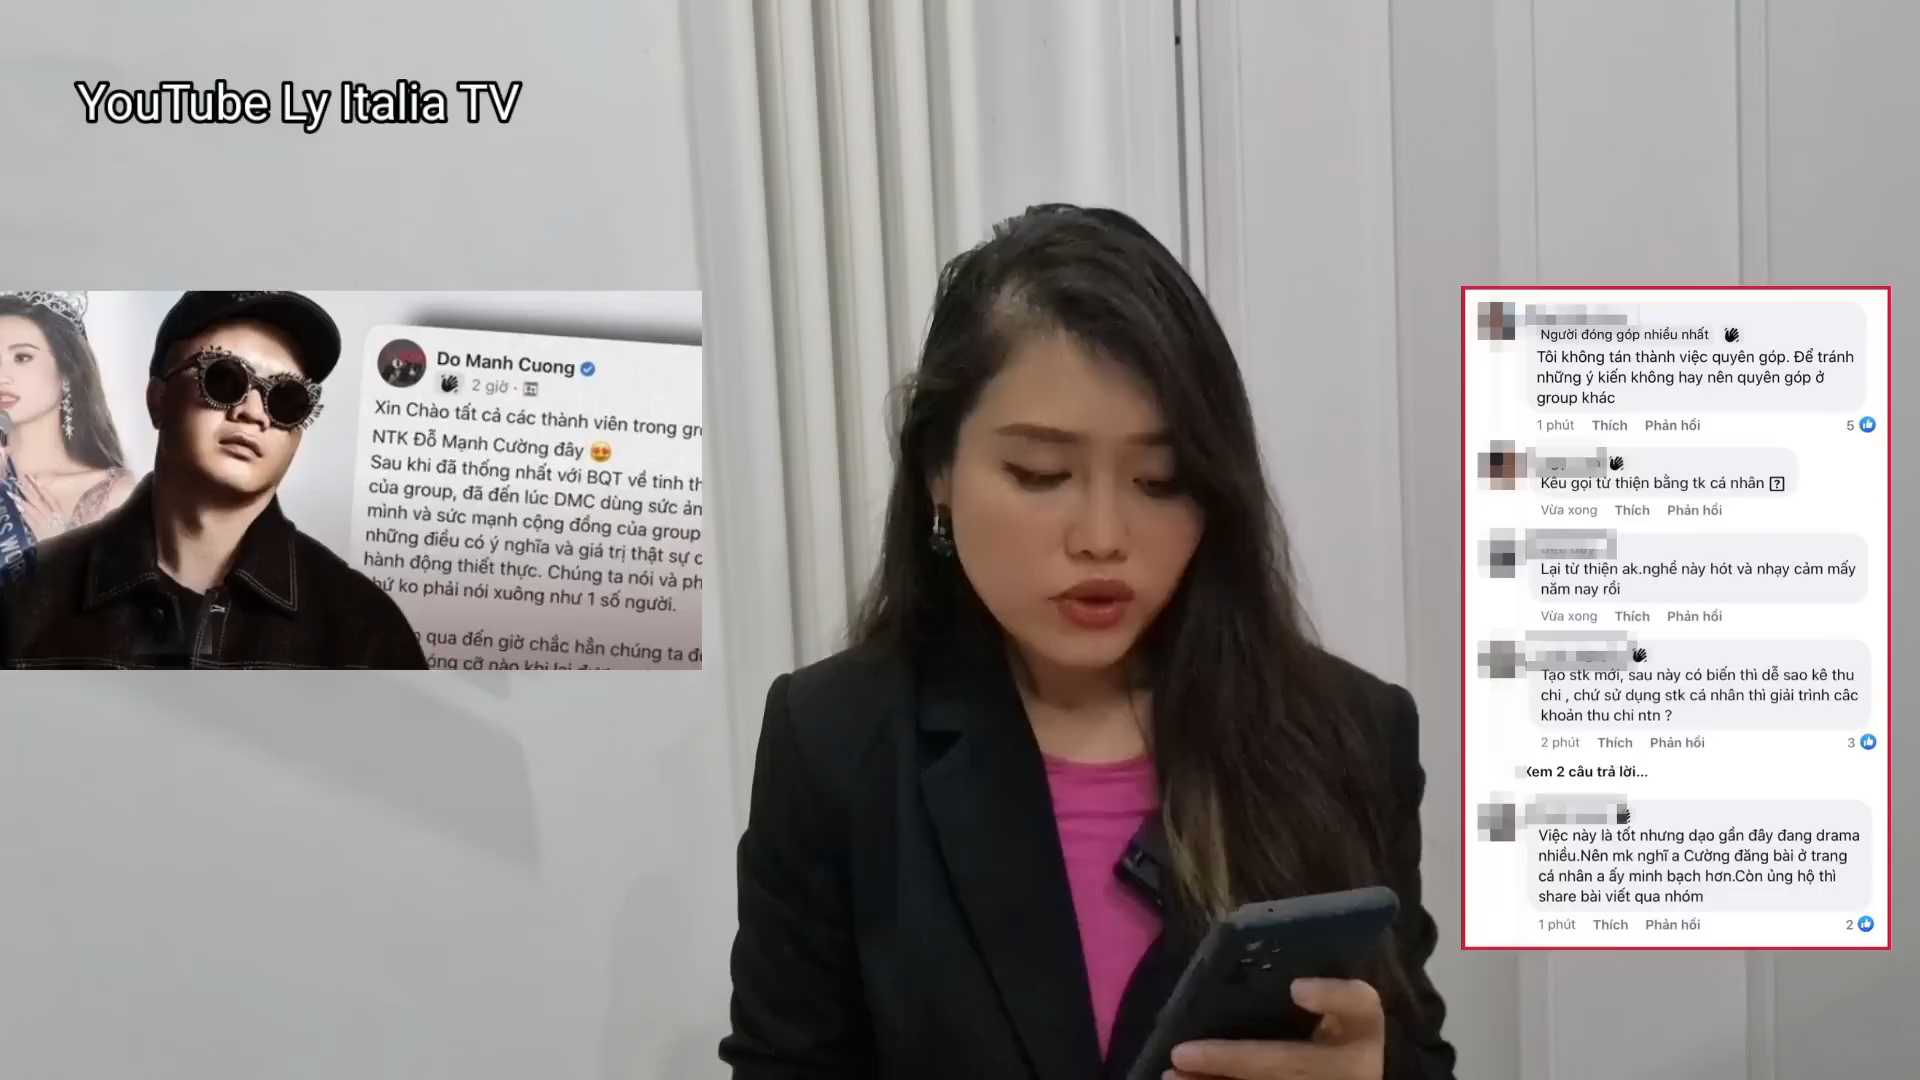 YouTube Ly Italia TV
Do Manh Cuong
2 giờ ·
Xin Chào tất cả các thành viên trong
NTK Đỗ Mạnh Cường đây
Sau khi đã thống nhất với BQT về tinh
của group, đã đến lúc DMC dùng sức
mình và sức mạnh cộng đồng của group
những điều có ý nghĩa và giá trị thật sự
hành động thiết thực. Chúng ta nói và
ko phải nói xuông như 1 số người.
qua đến giờ chắc hẳn chúng ta
Người đóng góp nhiều nhất
Tôi không tán thành việc quyên góp. Để tránh
những ý kiến không hay nên quyên góp ở
group khác
1 phút Thích Phản hồi 5
Kêu gọi từ thiện bằng tk cá nhân
Vừa xong Thích Phản hồi
Lại từ thiện ak.nghề này hót và nhạy cảm mấy
năm nay rồi
Vừa xong Thích Phản hồi
Tạo stk mới, sau này có biến thì dễ sao kê thu
chi , chứ sử dụng stk cá nhân thì giải trình các
khoản thu chi ntn ?
2 phút Thích Phản hồi 3
Xem 2 câu trả lời...
Việc này là tốt nhưng dạo gần đây đang drama
nhiều.Nên mk nghĩ a Cường đăng bài ở trang
cá nhân a ấy minh bạch hơn.Còn ủng hộ thì
share bài viết qua nhóm
1 phút Thích Phản hồi 2